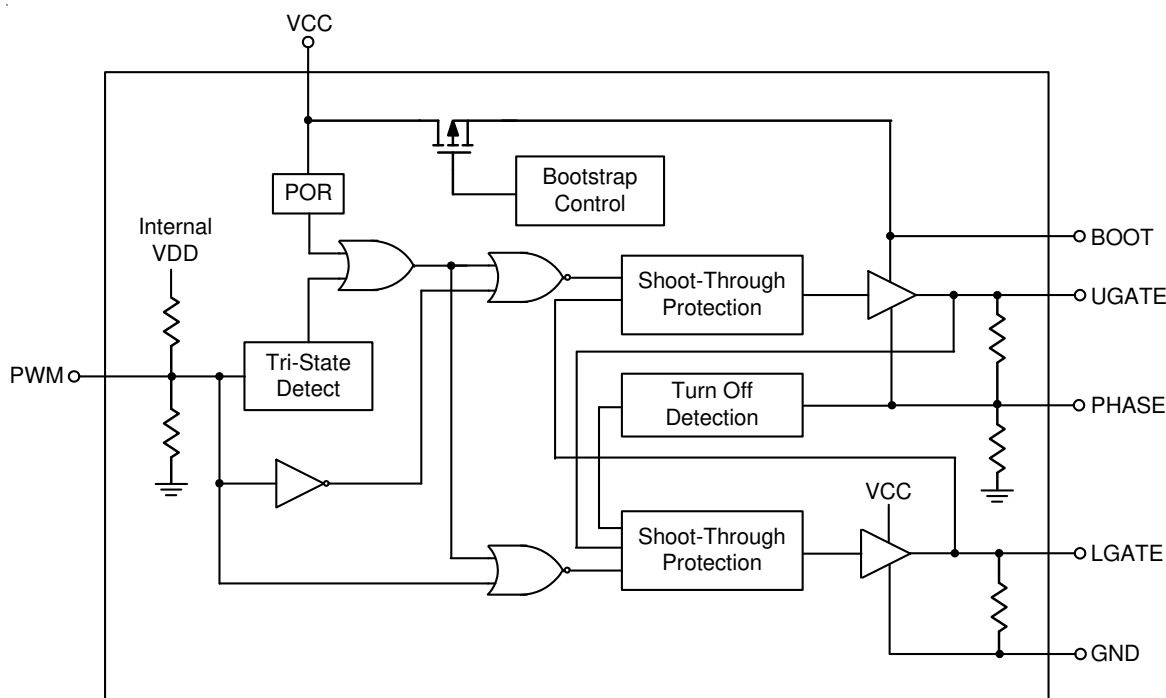 VCC
POR
Bootstrap
Control
Internal
VDD
BOOT
Shoot-Through
Protection
UGATE
PWM
Tri-State
Detect
Turn Off
Detection
PHASE
VCC
Shoot-Through
Protection
LGATE
GND